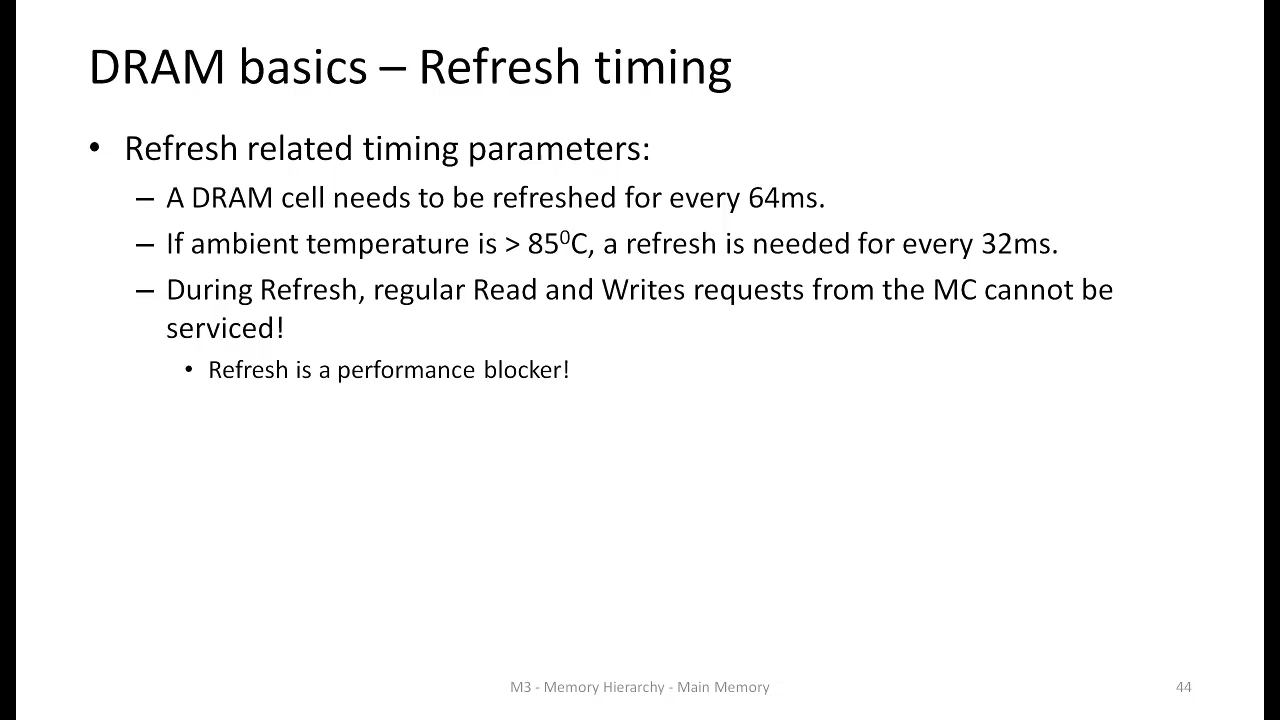 DRAM basics – Refresh timing
• Refresh related timing parameters:
– A DRAM cell needs to be refreshed for every 64ms.
– If ambient temperature is > 85⁰C, a refresh is needed for every 32ms.
– During Refresh, regular Read and Writes requests from the MC cannot be
serviced!
• Refresh is a performance blocker!
M3 - Memory Hierarchy - Main Memory
44